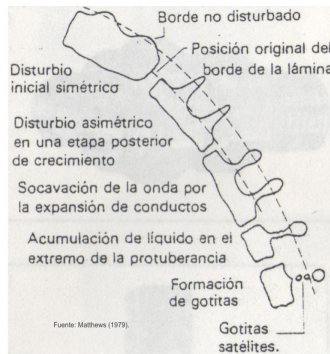 Borde no disturbado
Posición original del
borde de la lámina
Disturbio
inicial simétrico
Disturbio asimétrico
en una etapa posterior
de crecimiento
Socavación de la onda por
la expansión de conductos
Acumulación de líquido en el
extremo de la protuberancia
Formación
de gotitas
Gotitas
satélites.
Fuente: Matthews (1979).